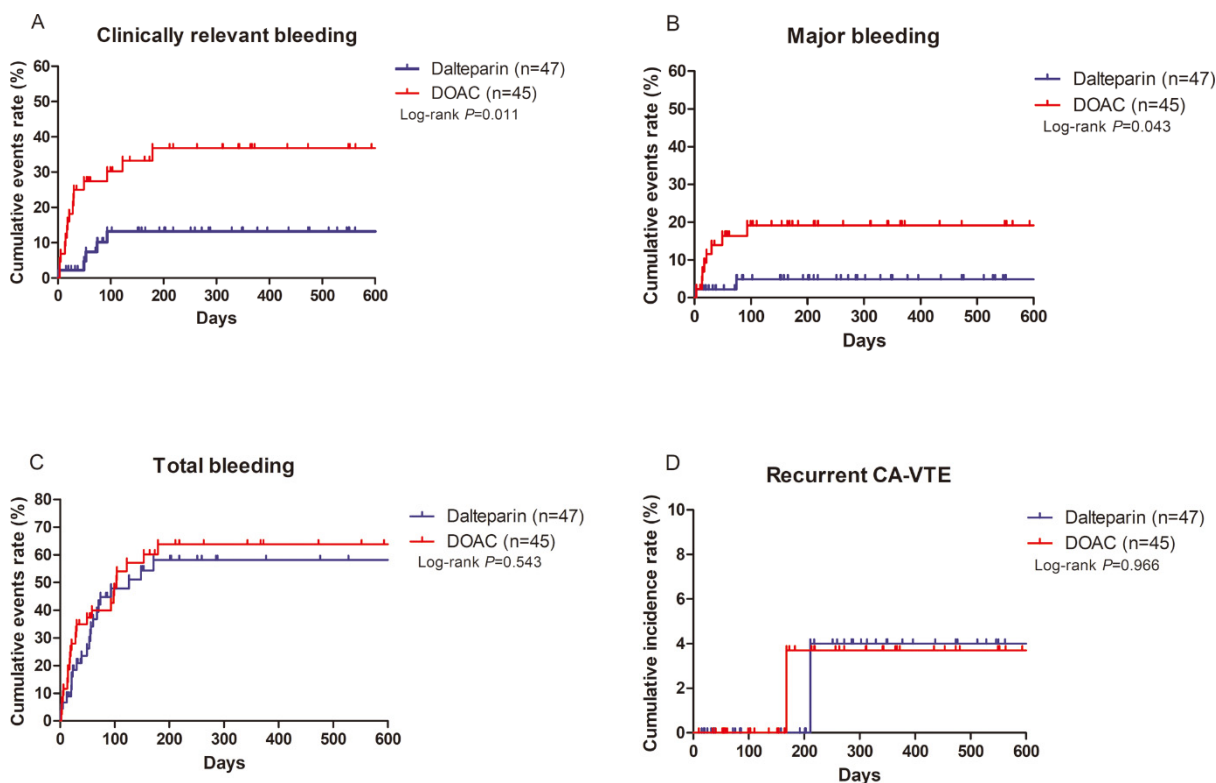 A
Clinically relevant bleeding
Dalteparin (n=47)
DOAC (n=45)
Log-rank P=0.011
Cumulative events rate (%)
60
50
40
30
20
10
0
0 100 200 300 400 500 600
Days
B
Major bleeding
Dalteparin (n=47)
DOAC (n=45)
Log-rank P=0.043
Cumulative events rate (%)
60
50
40
30
20
10
0
0 100 200 300 400 500 600
Days
C
Total bleeding
Dalteparin (n=47)
DOAC (n=45)
Log-rank P=0.543
Cumulative events rate (%)
80
70
60
50
40
30
20
10
0
0 100 200 300 400 500 600
Days
D
Recurrent CA-VTE
Dalteparin (n=47)
DOAC (n=45)
Log-rank P=0.966
Cumulative incidence rate (%)
10
8
6
4
2
0
0 100 200 300 400 500 600
Days